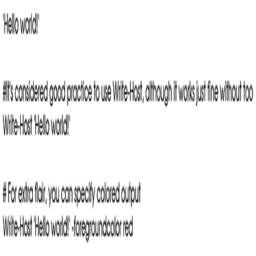 'Hello world!'
#It's considered good practice to use Write-Host, although it works just fine without too
Write-Host 'Hello world!'
# For extra flair, you can specify colored output
Write-Host 'Hello world!' -foregroundcolor red